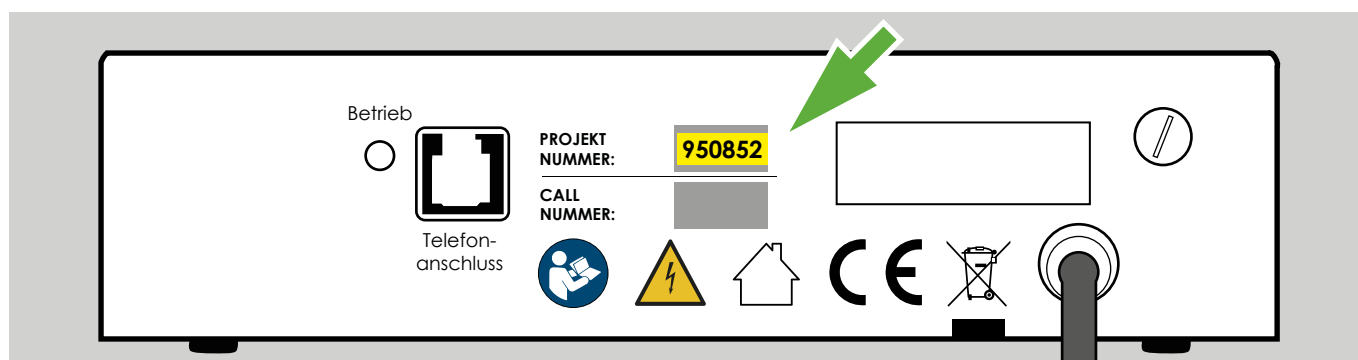 Betrieb
Telefon-
anschluss
PROJEKT
NUMMER:
950852
CALL
NUMMER:
CE